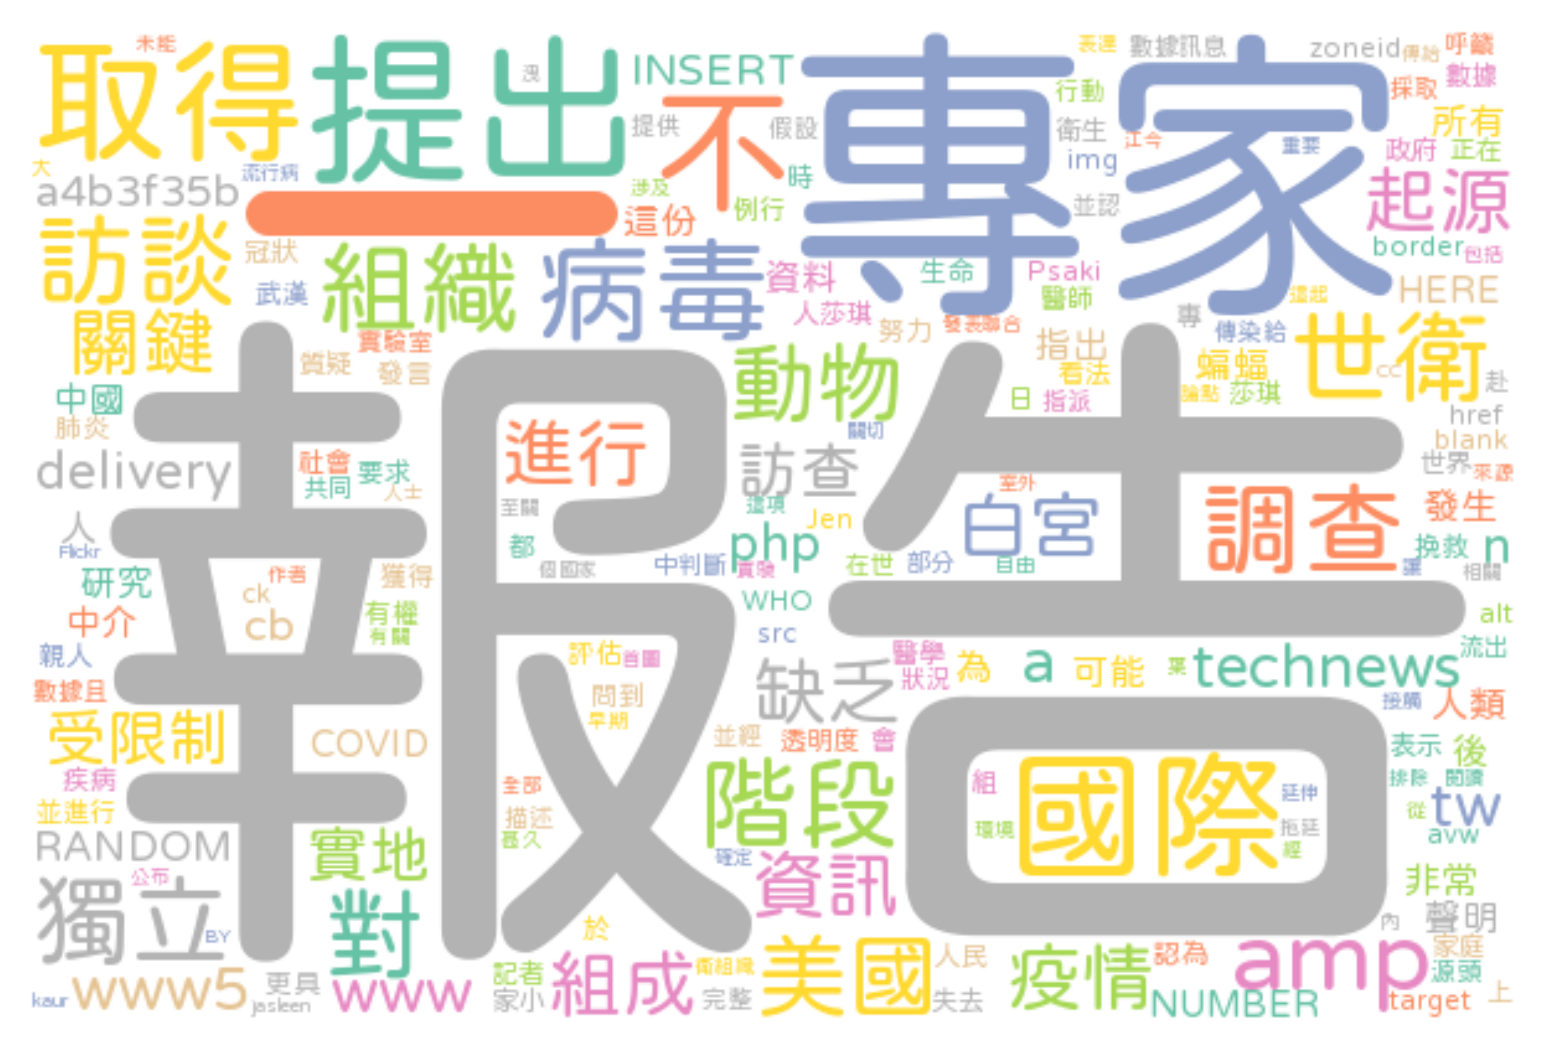 取得
提出
INSERT
不
專家
未能
洩
表達
數據訊息
zoneid
傳給
呼籲
數據
採取
行動
所有
提供
假設
衛生
江今
重要
政府
正在
img
大
a4b3f35b
流行病
一
涉及
時
這份
例行
並認
起源
訪談
冠狀
武漢
組織
病毒
資料
人莎琪
生命
Psaki
醫師
border
包括
HERE
還起
關鍵
實驗室
質疑
發言
努力
發表聯合
專
傳染給
指出
看法
世衛
cc
赴
中國
肺炎
動物
日
指派
蝙蝠
論點
莎琪
href
blank
報告
關切
進行
訪查
世界
來源
delivery
社會
共同
要求
人士
至關
這項
Jen
室外
白宮
調查
發生
人
Flickr
都
個國家
php
中判斷
實驗
在世
部分
自由
挽救
n
讓
相關
研究
作者
ck
獲得
中介
cb
有權
有關
WHO
src
alt
親人
評估
首圖
醫學
狀況
為
a
可能
某
technews
流出
數據且
問到
早期
缺乏
接觸
人類
受限制
COVID
並經
透明度
會
表示
後
疾病
全部
階段
組
國際
延伸
排除
閱讀
並進行
描述
甚久
環境
拖延
經
從
tw
avw
RANDOM
實地
確定
資訊
非常
公布
獨立
BY
對
於
內
聲明
www5
kaur
更具
jasleen
www
記者
家小
組成
衛組織
完整
美國
人民
失去
疫情
認為
NUMBER
amp
家庭
源頭
target
上